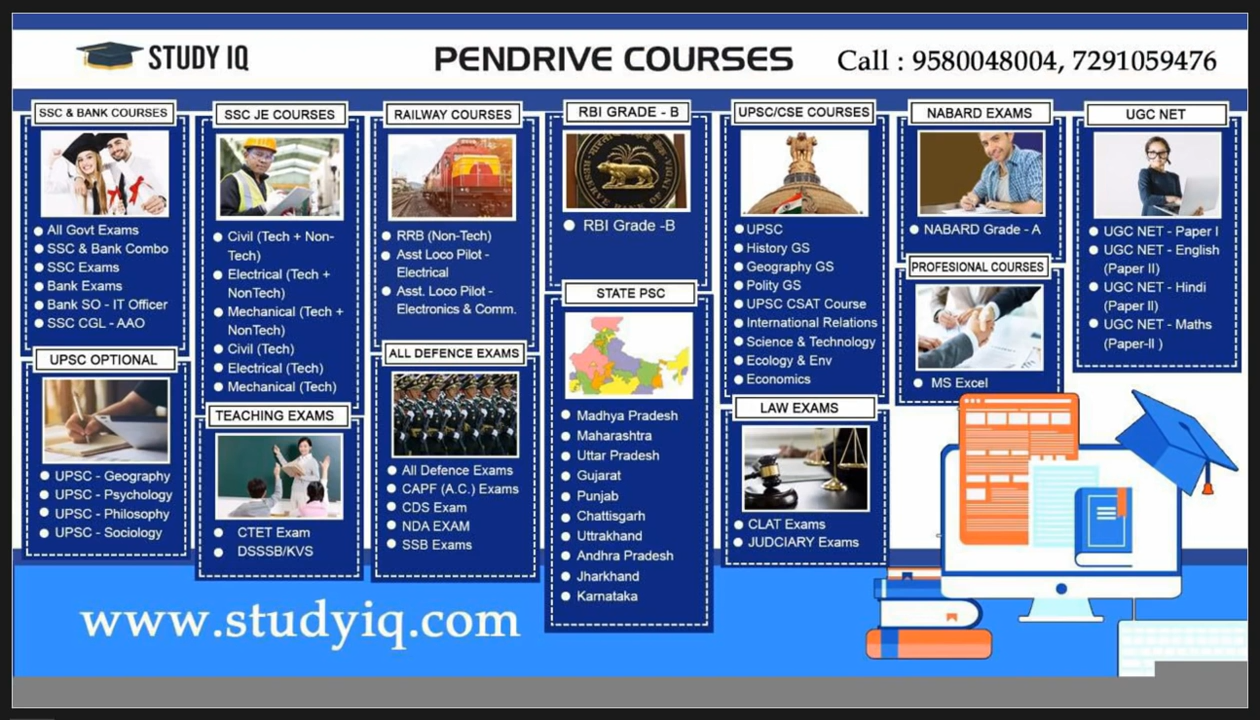 STUDY IQ
PENDRIVE COURSES
Call : 9580048004, 7291059476
SSC & BANK COURSES
All Govt Exams
SSC & Bank Combo
SSC Exams
Bank Exams
Bank SO - IT Officer
SSC CGL - AAO
UPSC OPTIONAL
UPSC - Geography
UPSC - Psychology
UPSC - Philosophy
UPSC - Sociology
SSC JE COURSES
Civil (Tech + Non-
Tech)
Electrical (Tech +
NonTech)
Mechanical (Tech +
NonTech)
Civil (Tech)
Electrical (Tech)
Mechanical (Tech)
TEACHING EXAMS
CTET Exam
DSSSB/KVS
RAILWAY COURSES
RRB (Non-Tech)
Asst Loco Pilot -
Electrical
Asst. Loco Pilot -
Electronics & Comm.
ALL DEFENCE EXAMS
All Defence Exams
CAPF (A.C.) Exams
CDS Exam
NDA EXAM
SSB Exams
RBI GRADE - B
RBI Grade -B
STATE PSC
Madhya Pradesh
Maharashtra
Uttar Pradesh
Gujarat
Punjab
Chattisgarh
Uttrakhand
Andhra Pradesh
Jharkhand
Karnataka
UPSC/CSE COURSES
UPSC
History GS
Geography GS
Polity GS
UPSC CSAT Course
International Relations
Science & Technology
Ecology & Env
Economics
LAW EXAMS
CLAT Exams
JUDCIARY Exams
NABARD EXAMS
NABARD Grade - A
PROFESIONAL COURSES
MS Excel
UGC NET
UGC NET - Paper I
UGC NET - English
(Paper II)
UGC NET - Hindi
(Paper II)
UGC NET - Maths
(Paper-II )
www.studyiq.com